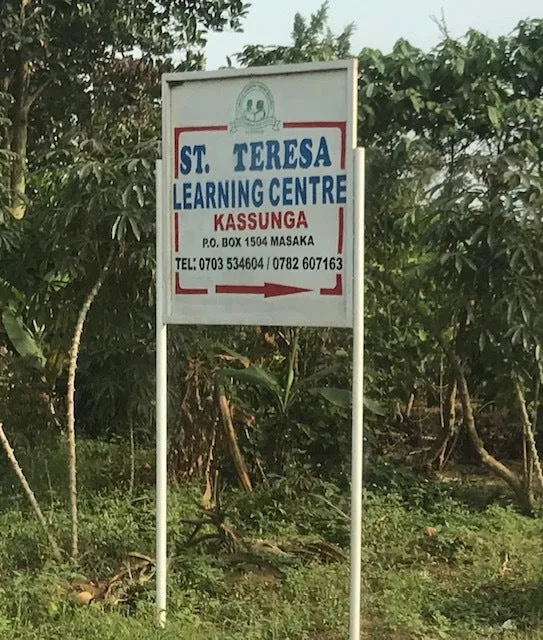 ST. TERESA
LEARNING CENTRE
KASSUNGA
P.O. BOX 1504 MASAKA
TEL: 0703 534604 / 0782 607163